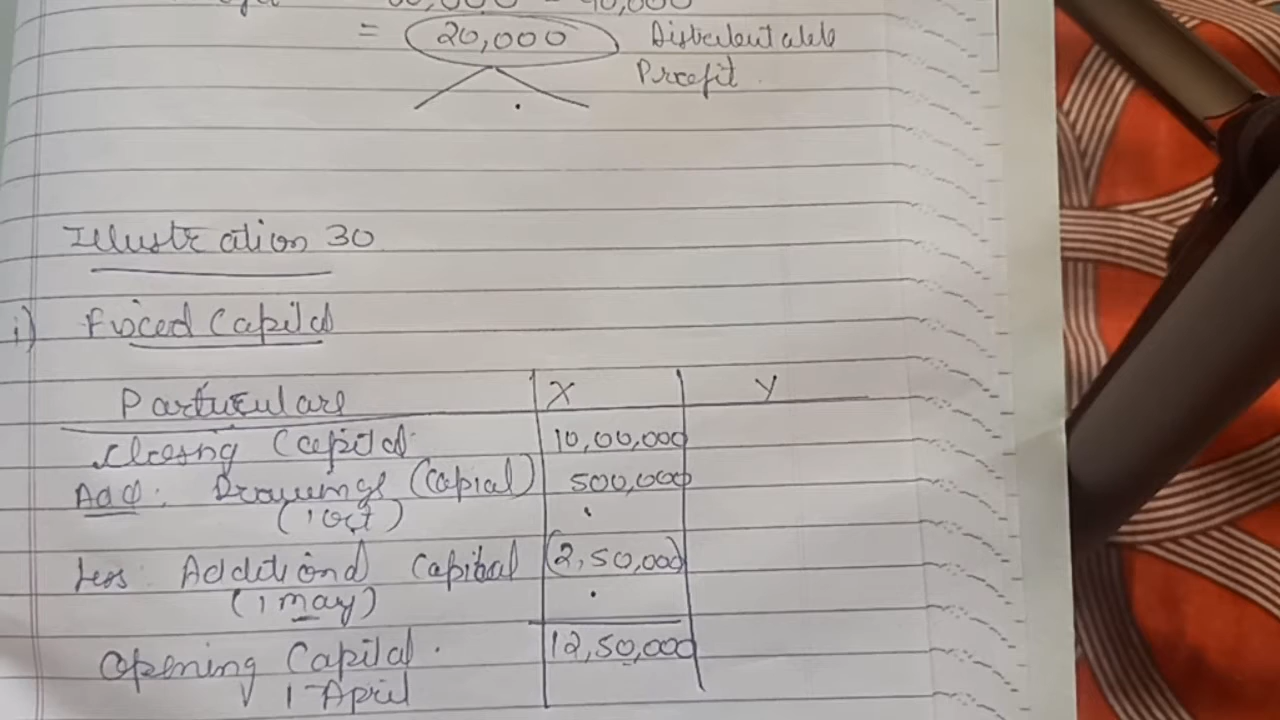 = 20,000 Distributable
Profit
Illustration 30
i) Fixed Capital
Particulars X Y
Closing Capital 10,00,000
Add: Drawings (Capial) 500,000
(1 Oct)
Less: Additional Capital (2,50,000)
(1 may)
Opening Capital 12,50,000
1 April